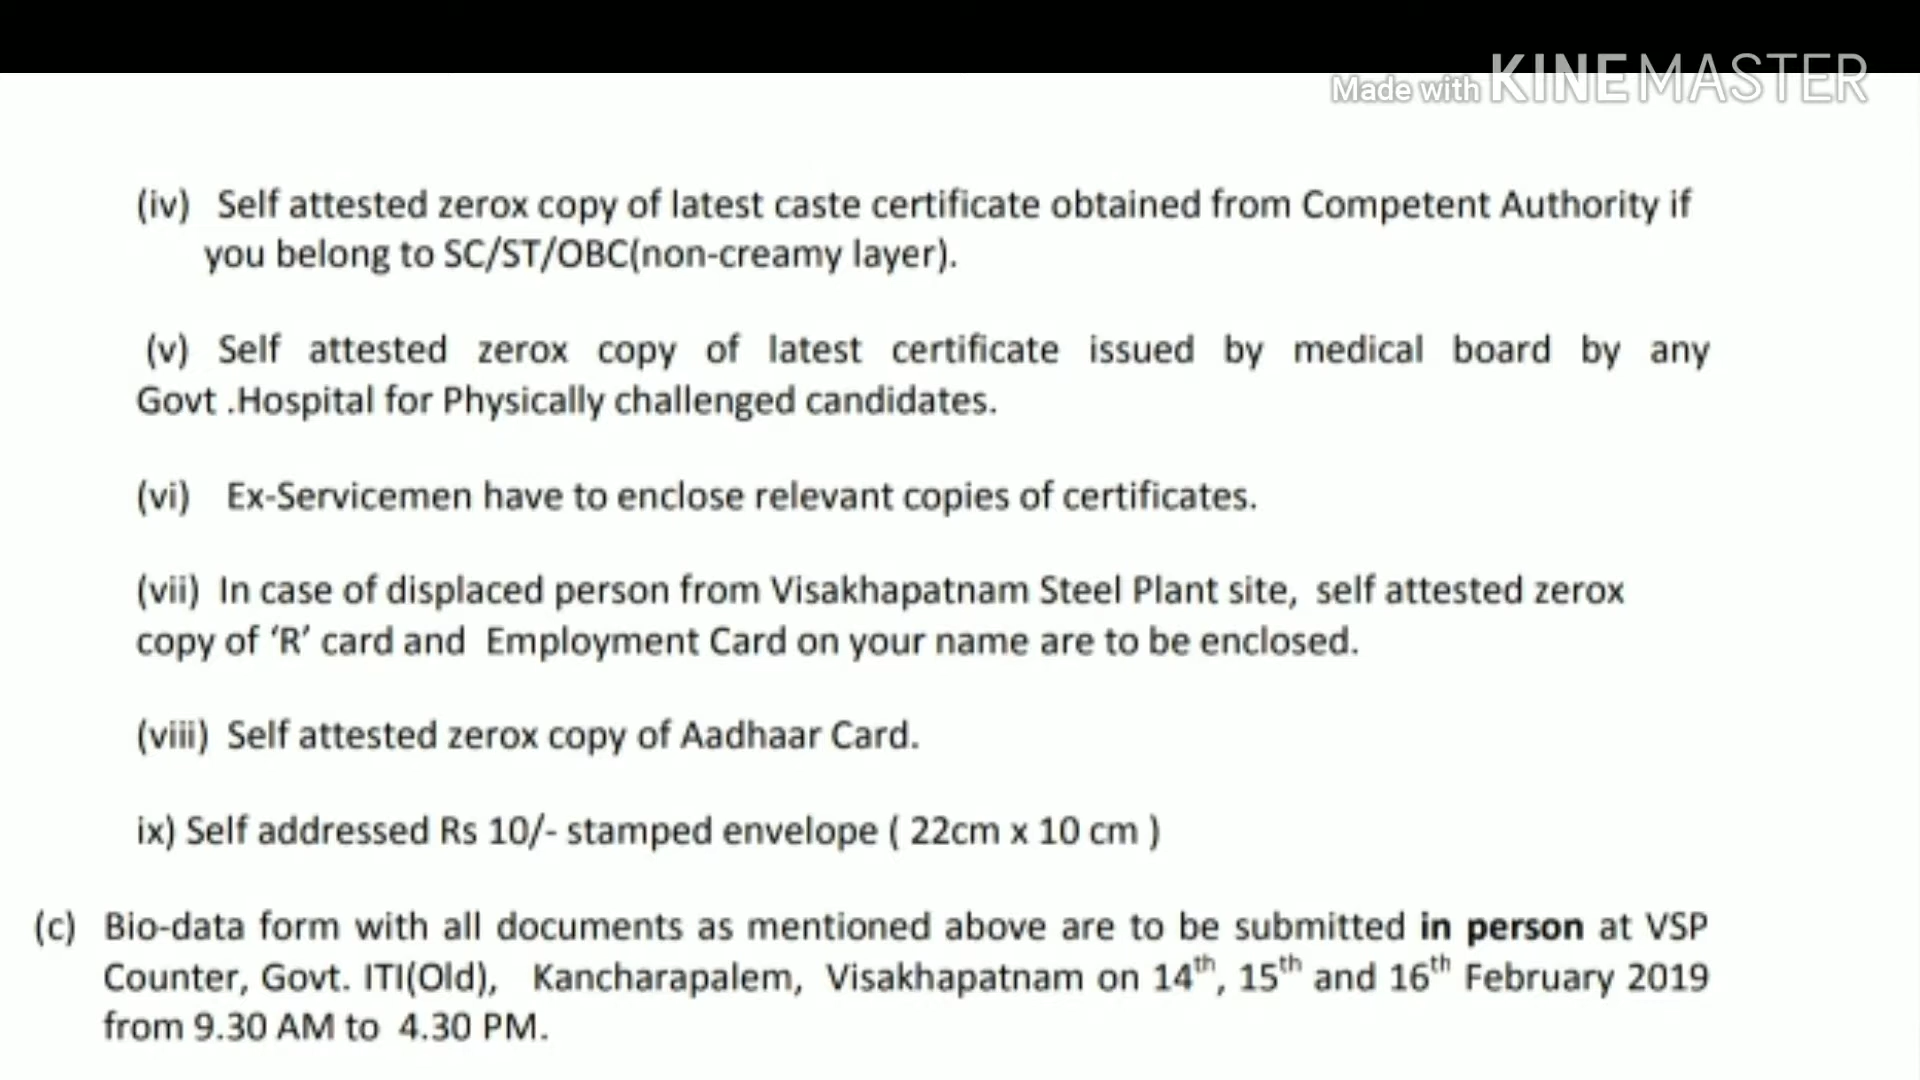 Made with KINEMASTER
(iv) Self attested zerox copy of latest caste certificate obtained from Competent Authority if
you belong to SC/ST/OBC(non-creamy layer).
(v) Self attested zerox copy of latest certificate issued by medical board by any
Govt .Hospital for Physically challenged candidates.
(vi) Ex-Servicemen have to enclose relevant copies of certificates.
(vii) In case of displaced person from Visakhapatnam Steel Plant site, self attested zerox
copy of ‘R’ card and Employment Card on your name are to be enclosed.
(viii) Self attested zerox copy of Aadhaar Card.
ix) Self addressed Rs 10/- stamped envelope ( 22cm x 10 cm )
(c) Bio-data form with all documents as mentioned above are to be submitted in person at VSP
Counter, Govt. ITI(Old), Kancharapalem, Visakhapatnam on 14th, 15th and 16th February 2019
from 9.30 AM to 4.30 PM.